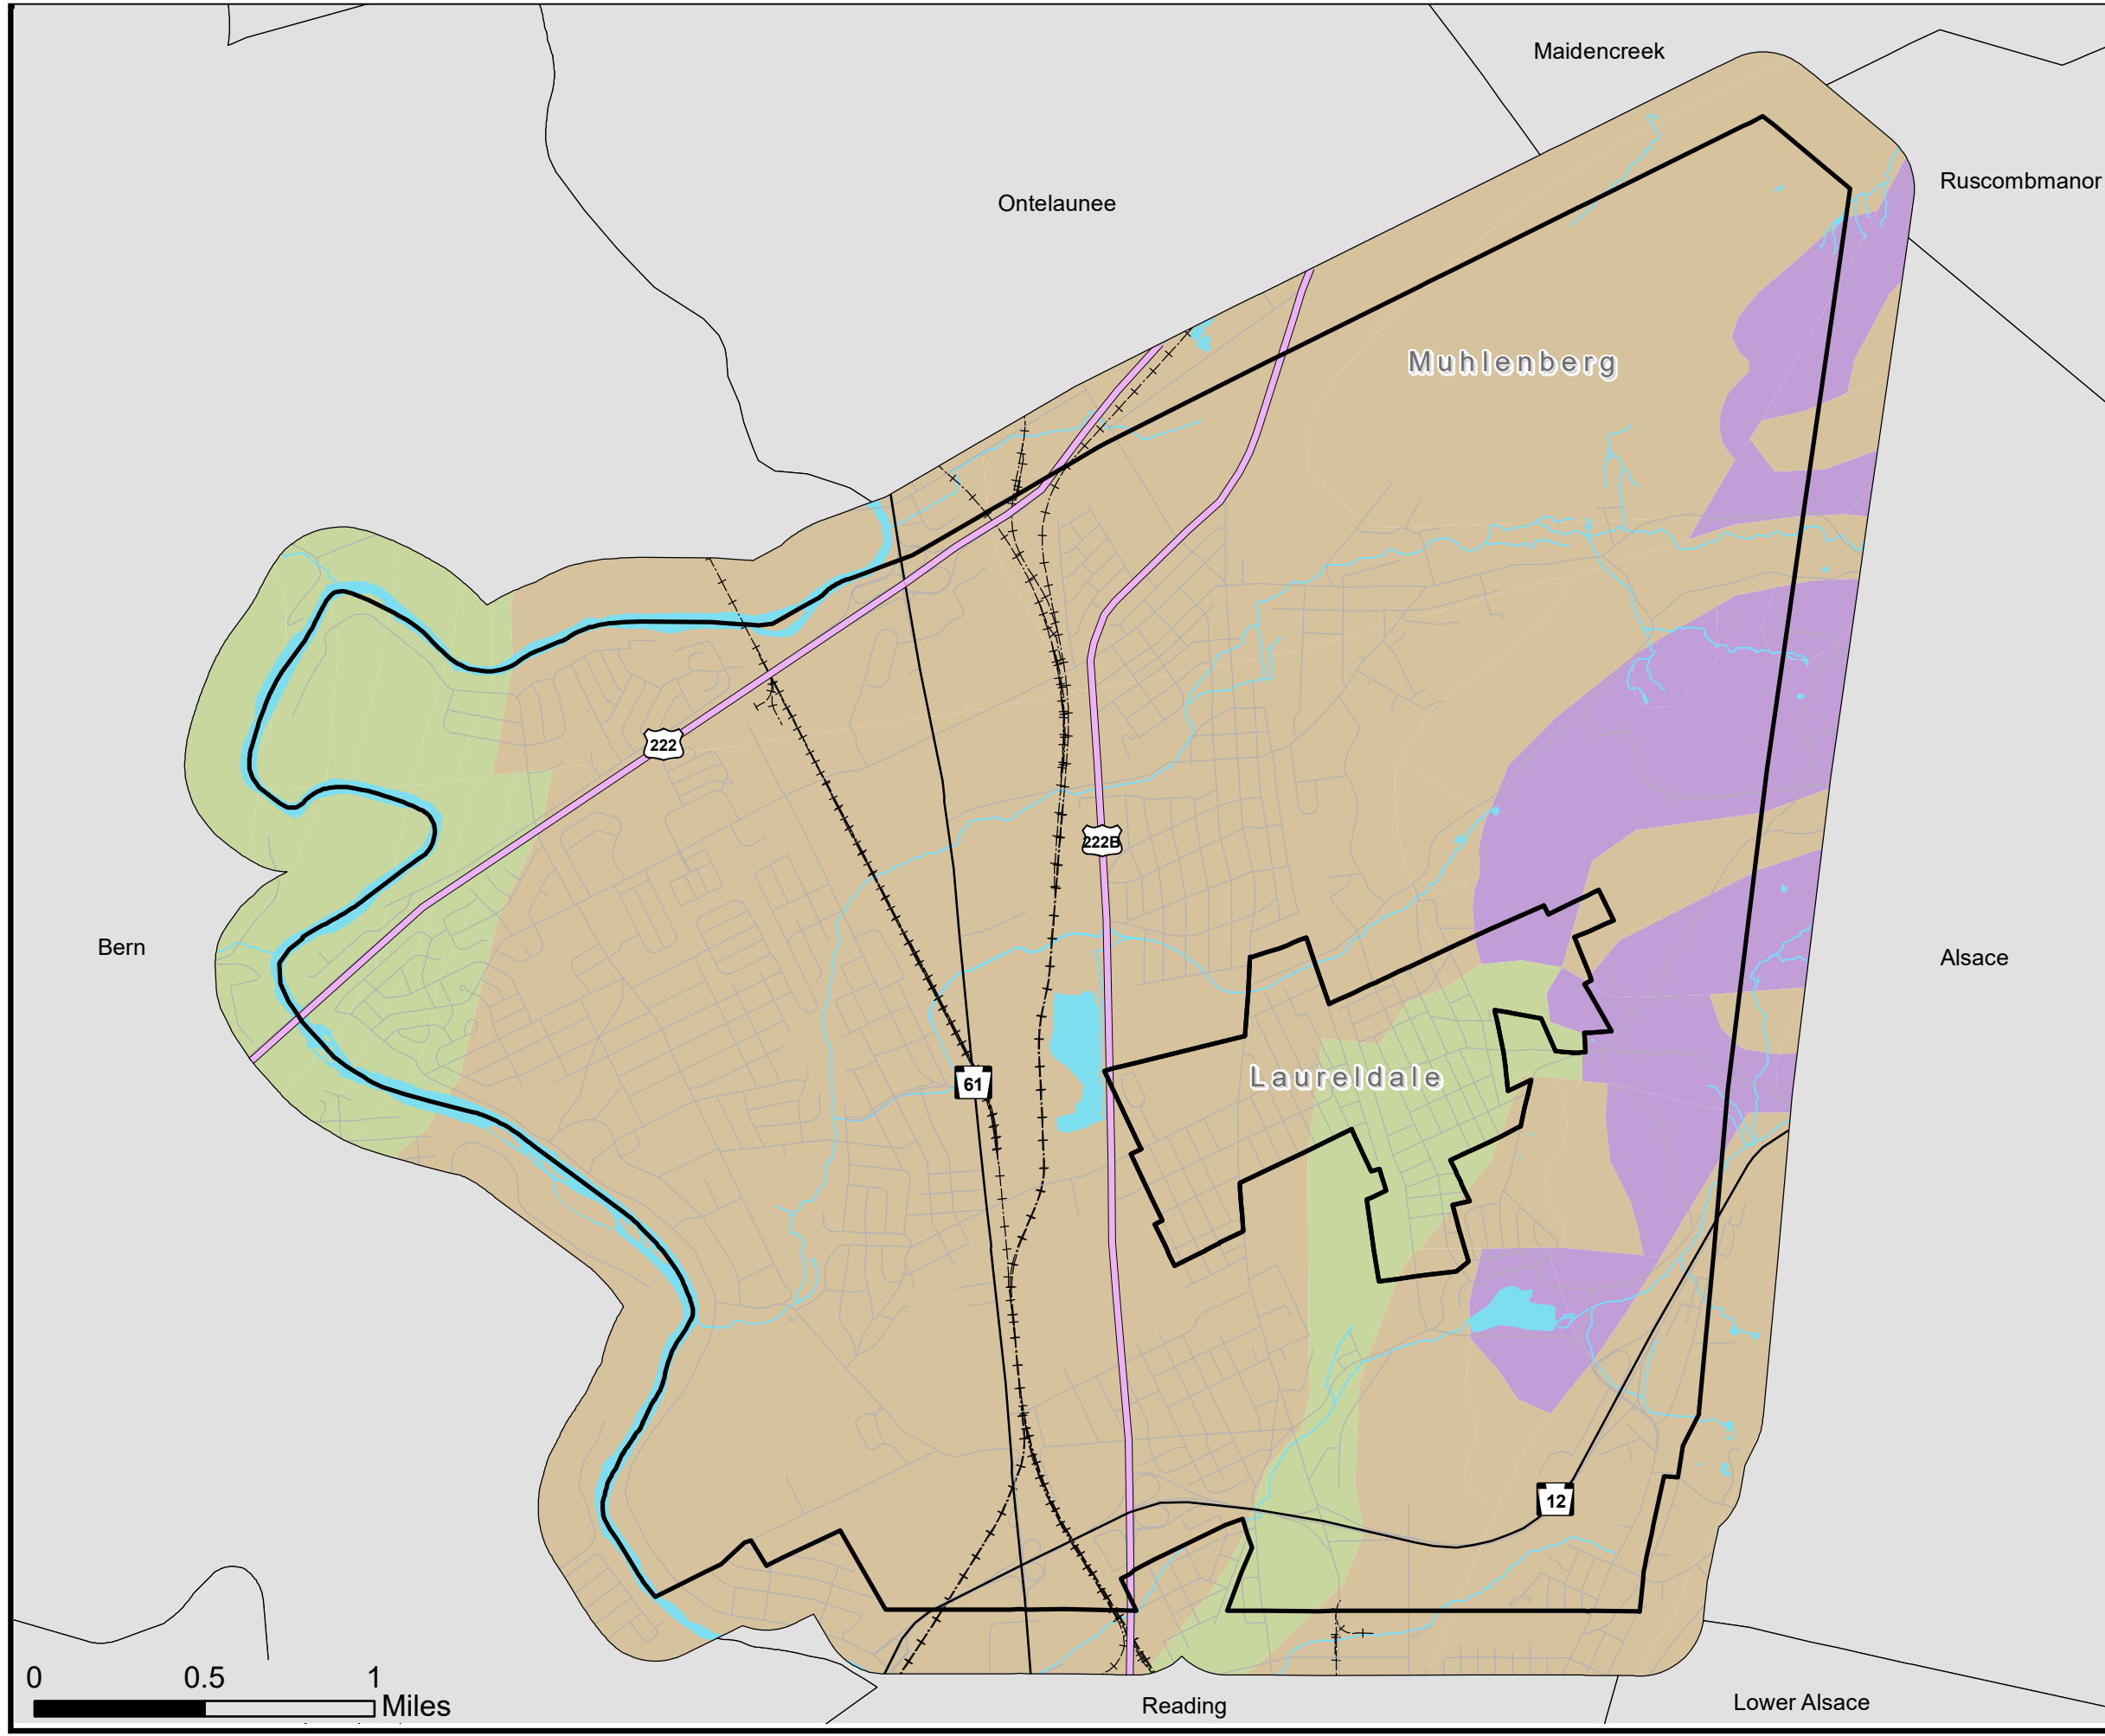 Maidencreek
Ruscombmanor
Ontelaunee
Muhlenberg
222
222B
Bern
Alsace
61
Laureldale
12
0 0.5 1
Miles
Reading
Lower Alsace